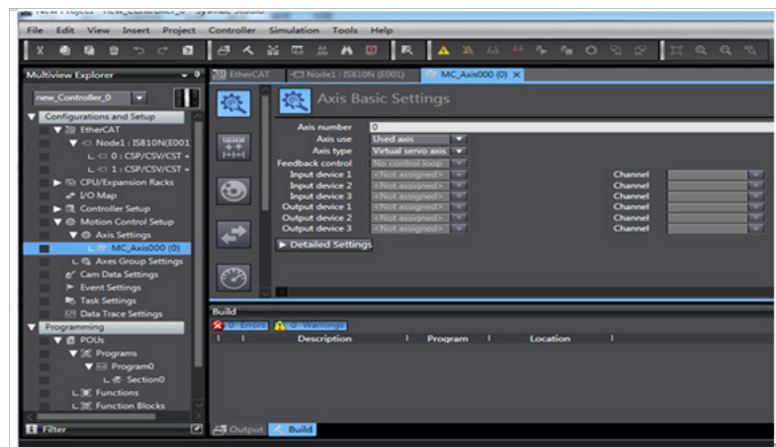 New Project - new_Controller_0 - Sysmac Studio
File Edit View Insert Project Controller Simulation Tools Help
Multiview Explorer
new_Controller_0
Configurations and Setup
EtherCAT
Node1 : IS810N(E001)
0 : CSP/CSV/CST +
1 : CSP/CSV/CST +
CPU/Expansion Racks
I/O Map
Controller Setup
Motion Control Setup
Axis Settings
MC_Axis000 (0)
Axes Group Settings
Cam Data Settings
Event Settings
Task Settings
Data Trace Settings
Programming
POUs
Programs
Program0
Section0
Functions
Function Blocks
Filter
EtherCAT Node1 : IS810N (E001) MC_Axis000 (0)
Axis Basic Settings
Axis number 0
Axis use Used axis
Axis type Virtual servo axis
Feedback control No control loop
Input device 1 <Not assigned> Channel
Input device 2 <Not assigned> Channel
Input device 3 <Not assigned> Channel
Output device 1 <Not assigned> Channel
Output device 2 <Not assigned> Channel
Output device 3 <Not assigned> Channel
Detailed Settings
Build
0 Errors 0 Warnings
Description Program Location
Output Build